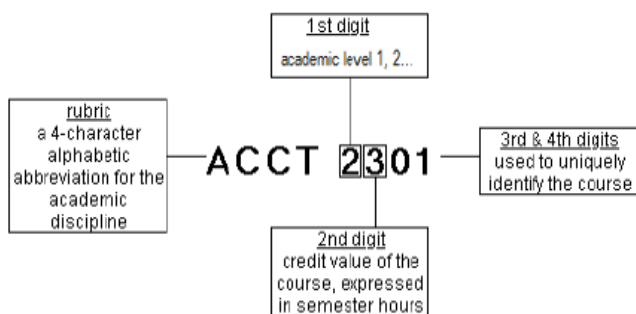 1st digit
academic level 1, 2...
rubric
a 4-character
alphabetic
abbreviation for the
academic
discipline
ACCT 2301
3rd & 4th digits
used to uniquely
identify the course
2nd digit
credit value of the
course, expressed
in semester hours